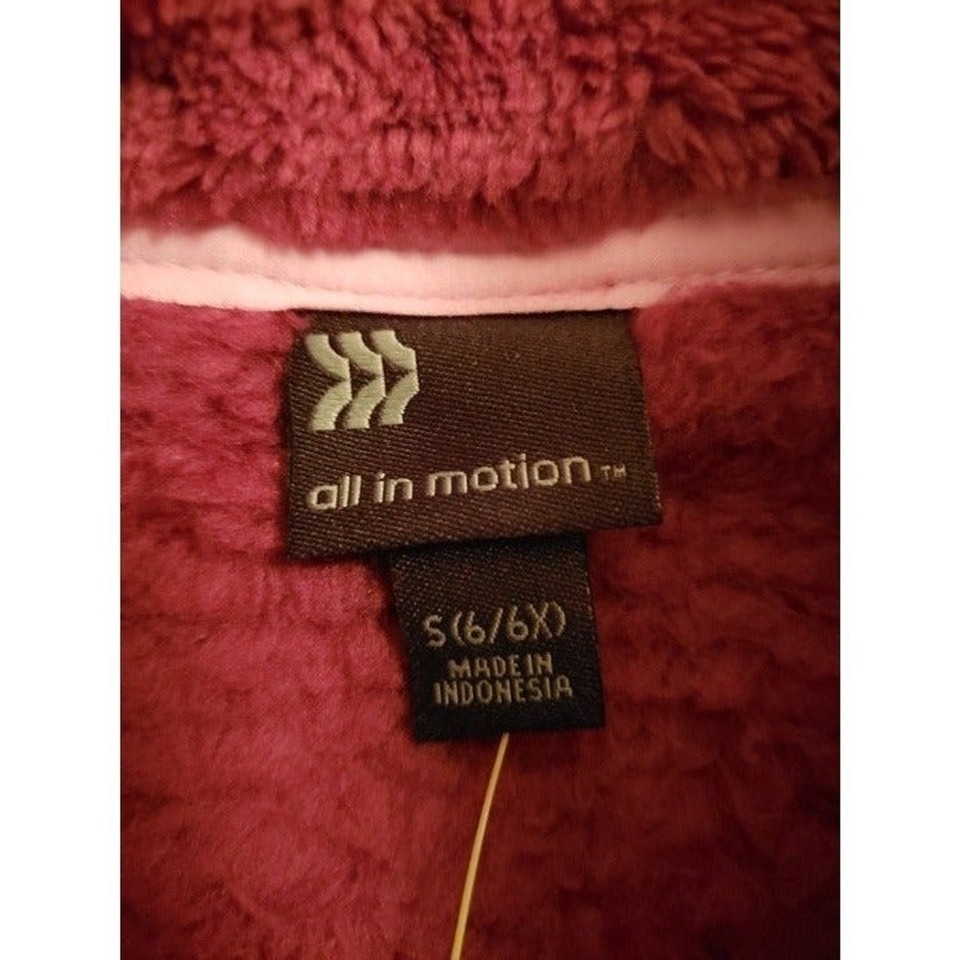 all in motion™
S(6/6X)
MADE IN
INDONESIA